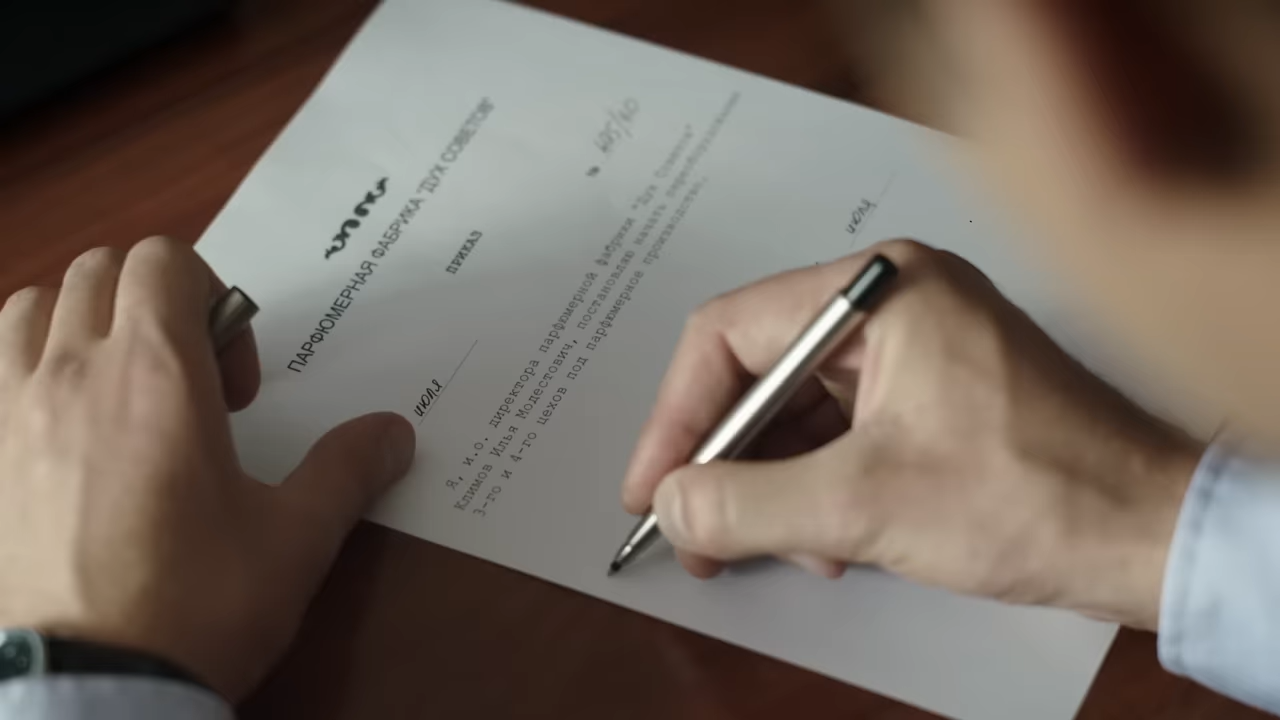 ПАРФЮМЕРНАЯ ФАБРИКА "ДУХ СОВЕТОВ"
ПРИКАЗ
№
июля
Я, и.о. директора парфюмерной фабрики "Дух Советов"
Климов Илья Модестович, постановляю начать переоборудование
3-го и 4-го цехов под парфюмерное производство.